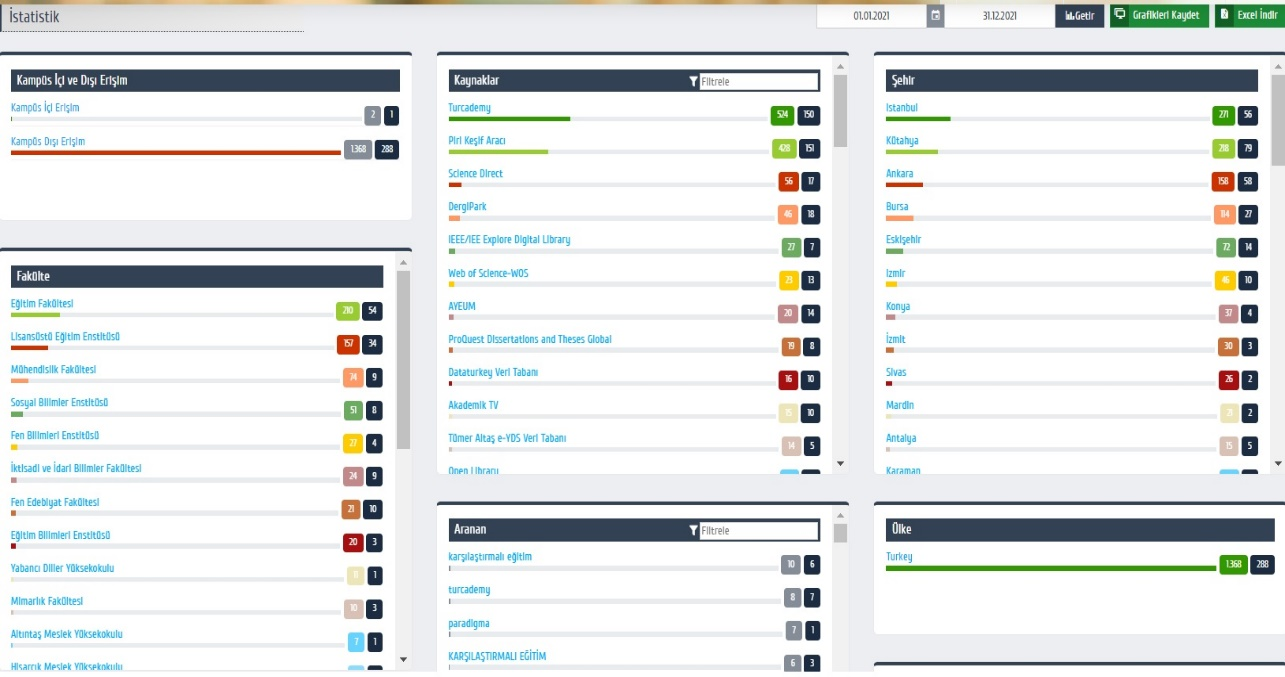 İstatistik
01.01.2021 31.12.2021 Getir Grafikleri Kaydet Excel İndir
Kampüs İçi ve Dışı Erişim
Kampüs İçi Erişim 2 1
Kampüs Dışı Erişim 1368 288
Fakülte
Eğitim Fakültesi 210 54
Lisansüstü Eğitim Enstitüsü 157 34
Mühendislik Fakültesi 74 9
Sosyal Bilimler Enstitüsü 51 8
Fen Bilimleri Enstitüsü 27 4
İktisadi ve İdari Bilimler Fakültesi 24 9
Fen Edebiyat Fakültesi 21 10
Eğitim Bilimleri Enstitüsü 20 3
Yabancı Diller Yüksekokulu 1
Mimarlık Fakültesi 10 3
Altıntaş Meslek Yüksekokulu 7 1
Hisarcık Meslek Yüksekokulu
Kaynaklar Filtrele
Turcademy 524 150
Piri Keşif Aracı 428 151
Science Direct 56 17
DergiPark 46 18
IEEE/IEE Explore Digital Library 27 7
Web of Science-WOS 23 13
AYEUM 20 14
ProQuest Dissertations and Theses Global 19 8
Dataturkey Veri Tabanı 16 10
Akademik TV 15 10
Tümer Altaş e-YDS Veri Tabanı 14 5
Open Library
Aranan Filtrele
karşılaştırmalı eğitim 10 6
turcademy 8 7
paradigma 7 1
KARŞILAŞTIRMALI EĞİTİM 6 3
Şehir
Istanbul 271 56
Kütahya 218 79
Ankara 158 58
Bursa 114 27
Eskişehir 72 14
Izmir 46 10
Konya 37 4
İzmit 30 3
Sivas 26 2
Mardin 21 2
Antalya 15 5
Karaman
Ülke
Turkey 1368 288